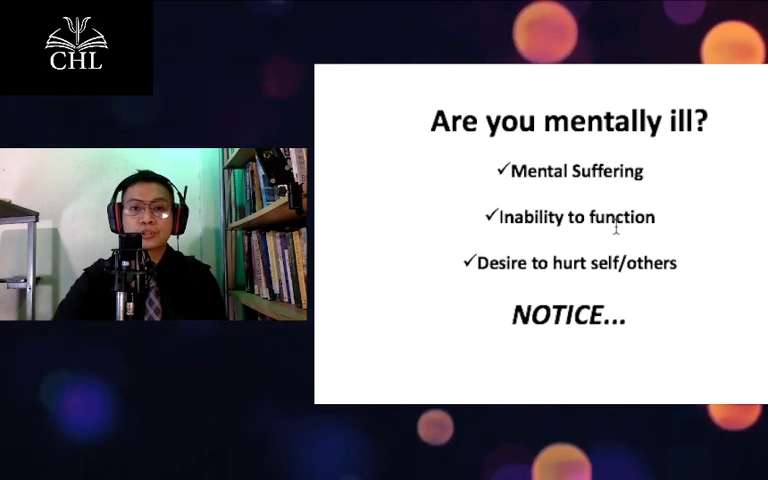 CHL
Are you mentally ill?
✓Mental Suffering
✓Inability to function
✓Desire to hurt self/others
NOTICE...